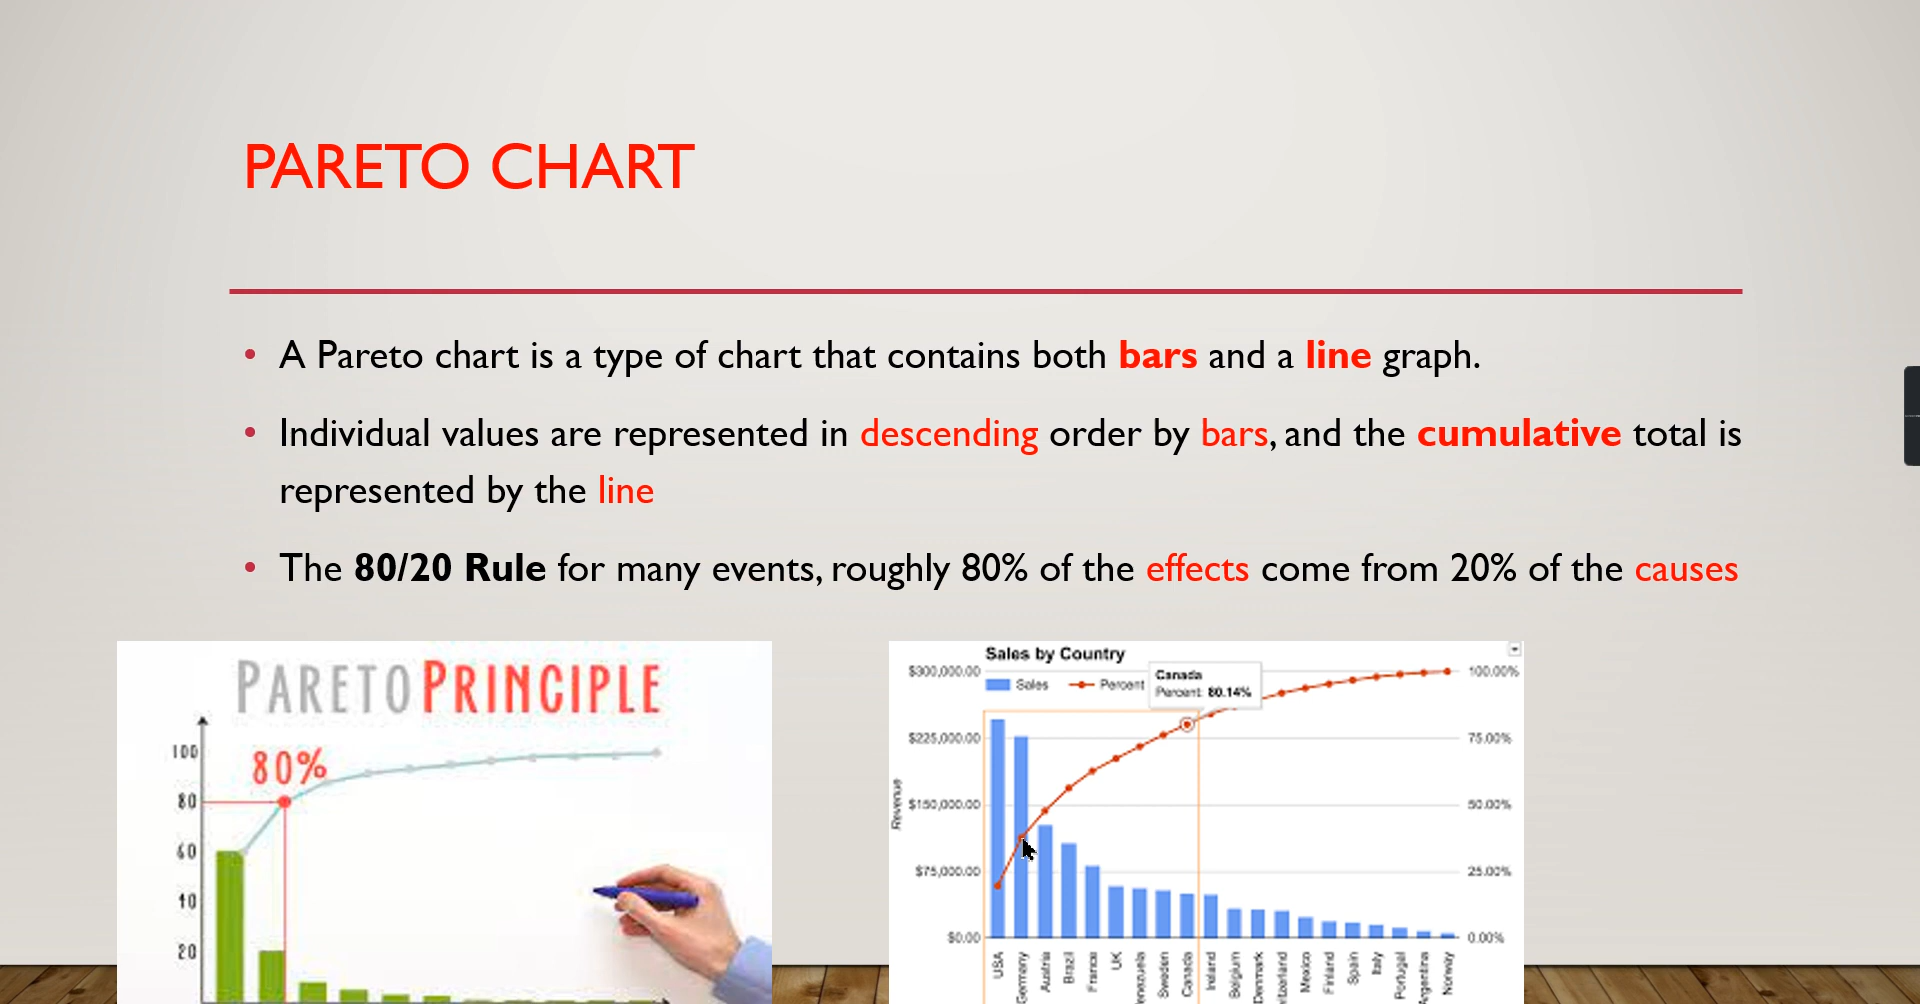 PARETO CHART
• A Pareto chart is a type of chart that contains both bars and a line graph.
• Individual values are represented in descending order by bars, and the cumulative total is
represented by the line
• The 80/20 Rule for many events, roughly 80% of the effects come from 20% of the causes
PARETO PRINCIPLE
100
80%
80
60
40
20
Sales by Country
$300,000.00
Sales
Percent
Canada
Percent: 80.14%
100.00%
$225,000.00
75.00%
Revenue
$150,000.00
50.00%
$75,000.00
25.00%
$0.00
0.00%
USA
Germany
Austria
Brazil
France
UK
enezuela
Sweden
Canada
Ireland
Belgium
Denmark
itzerland
Mexico
Finland
Spain
Italy
Portugal
Argentina
Norway